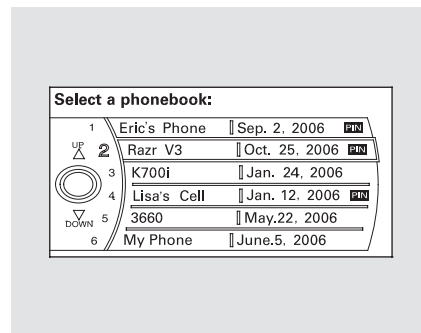 Select a phonebook:
1 Eric's Phone Sep. 2, 2006 PIN
UP 2 Razr V3 Oct. 25, 2006 PIN
3 K700i Jan. 24, 2006
4 Lisa's Cell Jan. 12, 2006 PIN
DOWN 5 3660 May.22, 2006
6 My Phone June.5, 2006